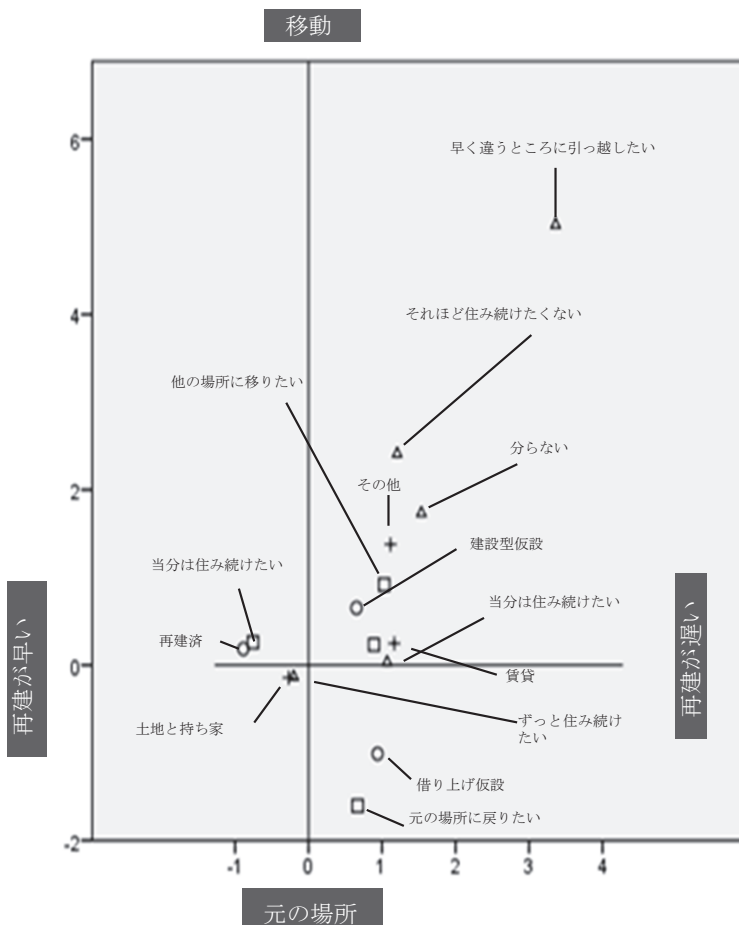 移動
6
早く違うところに引っ越したい
4
それほど住み続けたくない
他の場所に移りたい
分らない
2
その他
建設型仮設
当分は住み続けたい
当分は住み続けたい
再建済
0
賃貸
再建が早い
再建が遅い
土地と持ち家
ずっと住み続け
たい
借り上げ仮設
元の場所に戻りたい
-2
-1 0 1 2 3 4
元の場所